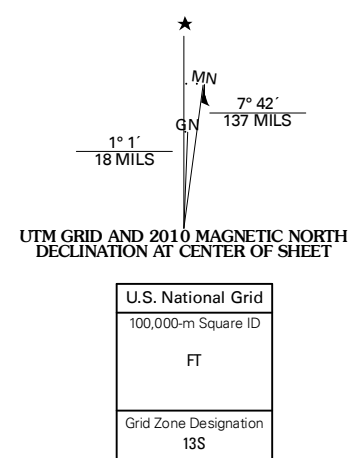 MN
7° 42´
137 MILS
GN
1° 1´
18 MILS
UTM GRID AND 2010 MAGNETIC NORTH
DECLINATION AT CENTER OF SHEET
U.S. National Grid
100,000-m Square ID
FT
Grid Zone Designation
13S